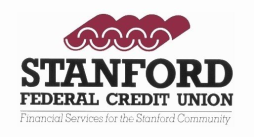 STANFORD
FEDERAL CREDIT UNION
Financial Services for the Stanford Community